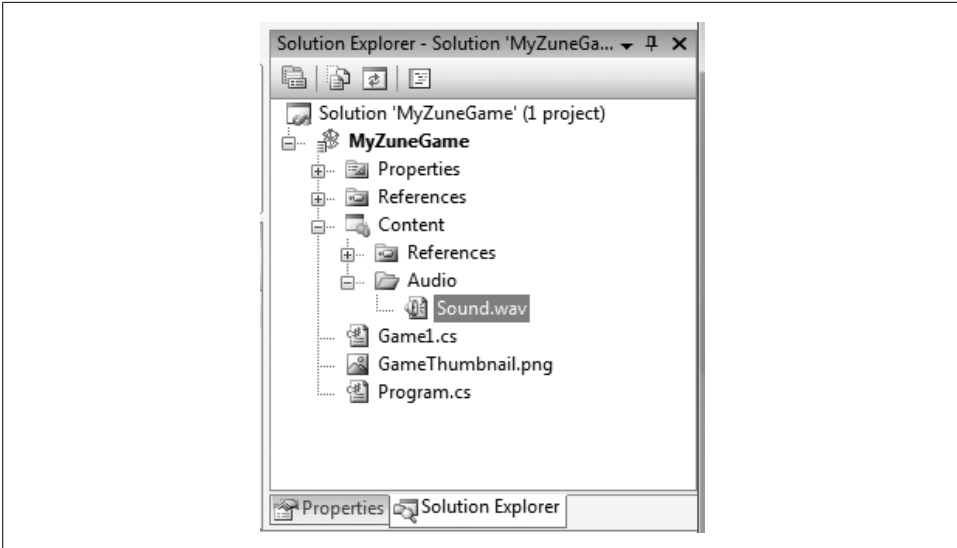 Solution Explorer - Solution 'MyZuneGa...
Solution 'MyZuneGame' (1 project)
MyZuneGame
Properties
References
Content
References
Audio
Sound.wav
Game1.cs
GameThumbnail.png
Program.cs
Properties
Solution Explorer